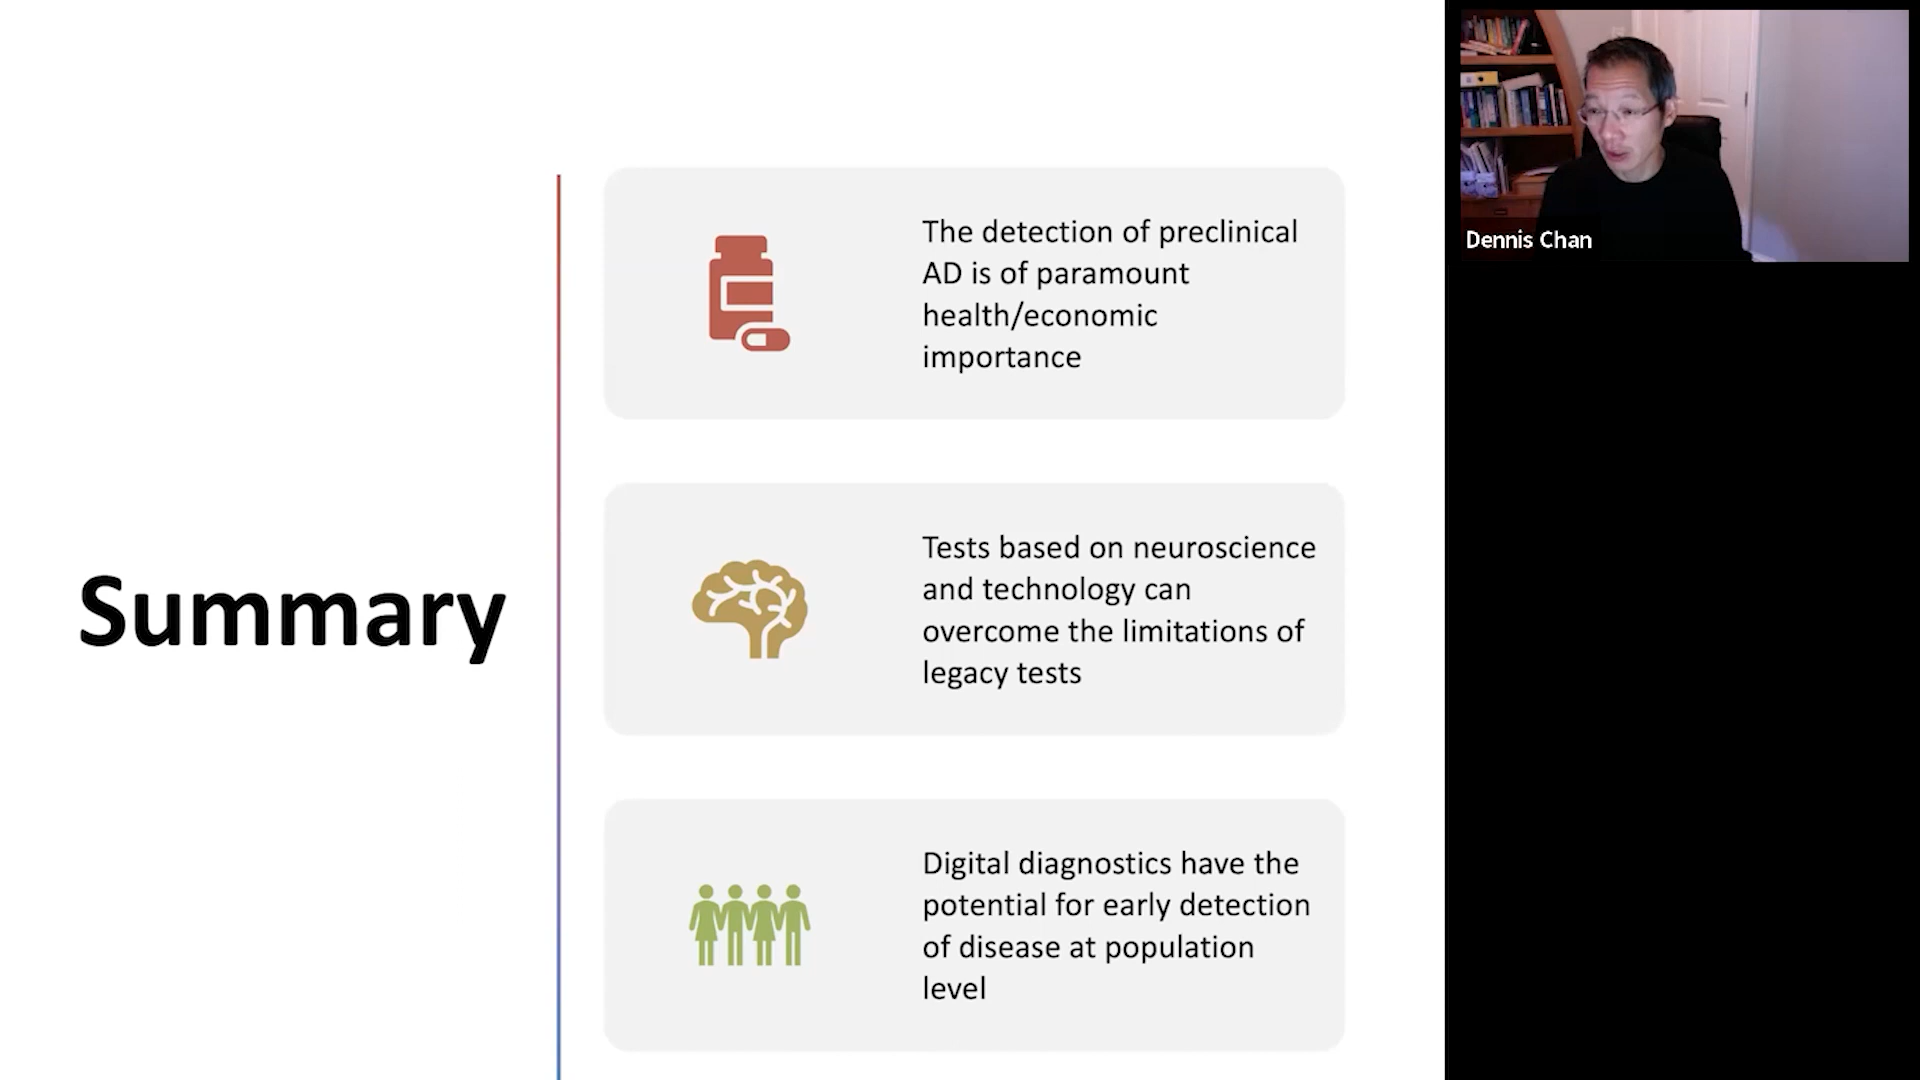 Summary
The detection of preclinical
AD is of paramount
health/economic
importance
Tests based on neuroscience
and technology can
overcome the limitations of
legacy tests
Digital diagnostics have the
potential for early detection
of disease at population
level
Dennis Chan